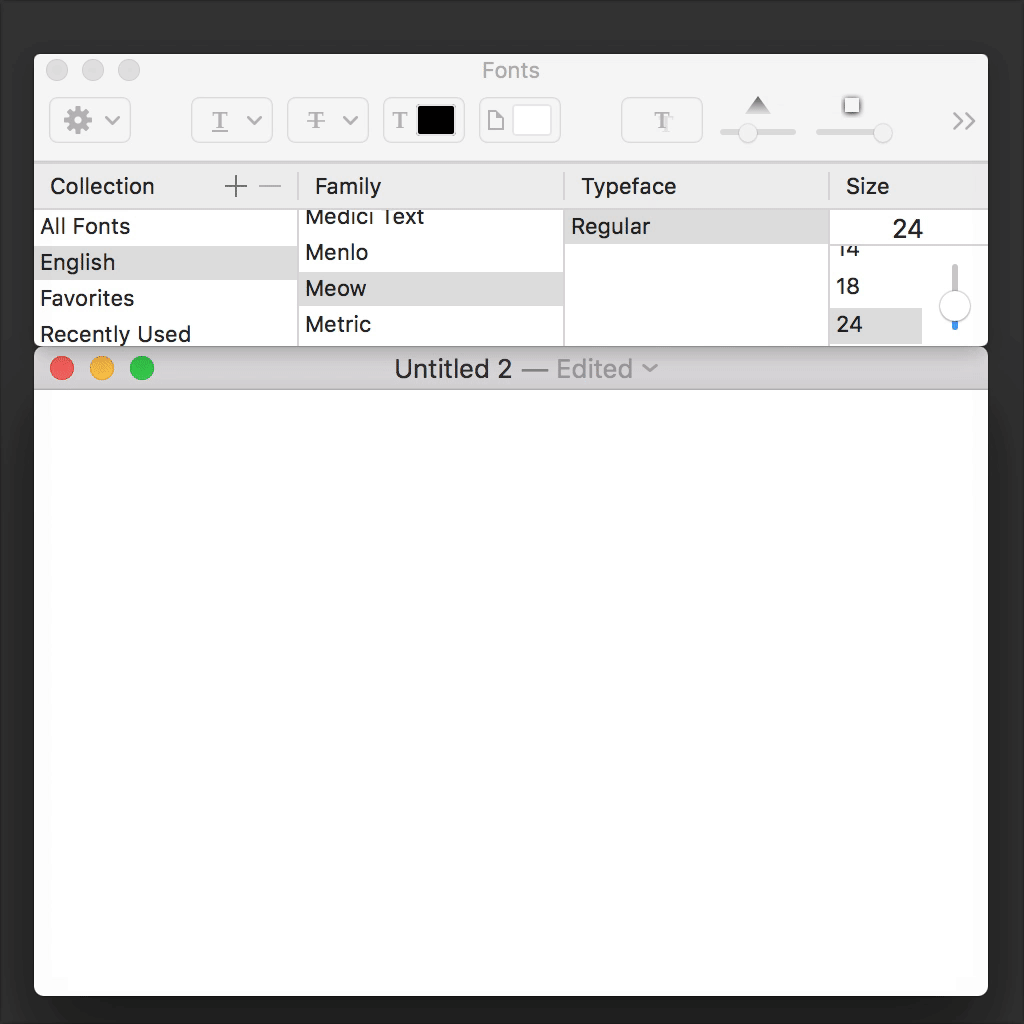 Fonts
T T T T
Collection + — Family Typeface Size
All Fonts Medici Text Regular 24
English Menlo 14
Favorites Meow 18
Recently Used Metric 24
Untitled 2 — Edited